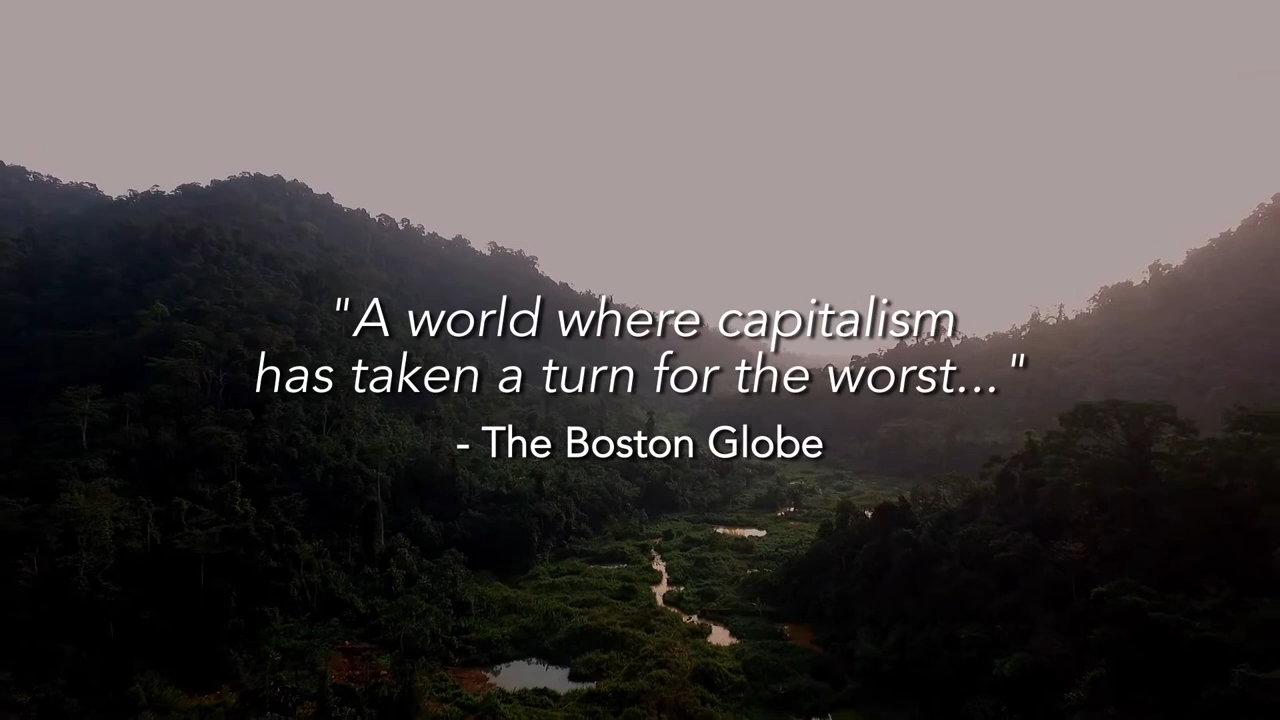 "A world where capitalism
has taken a turn for the worst..."
- The Boston Globe